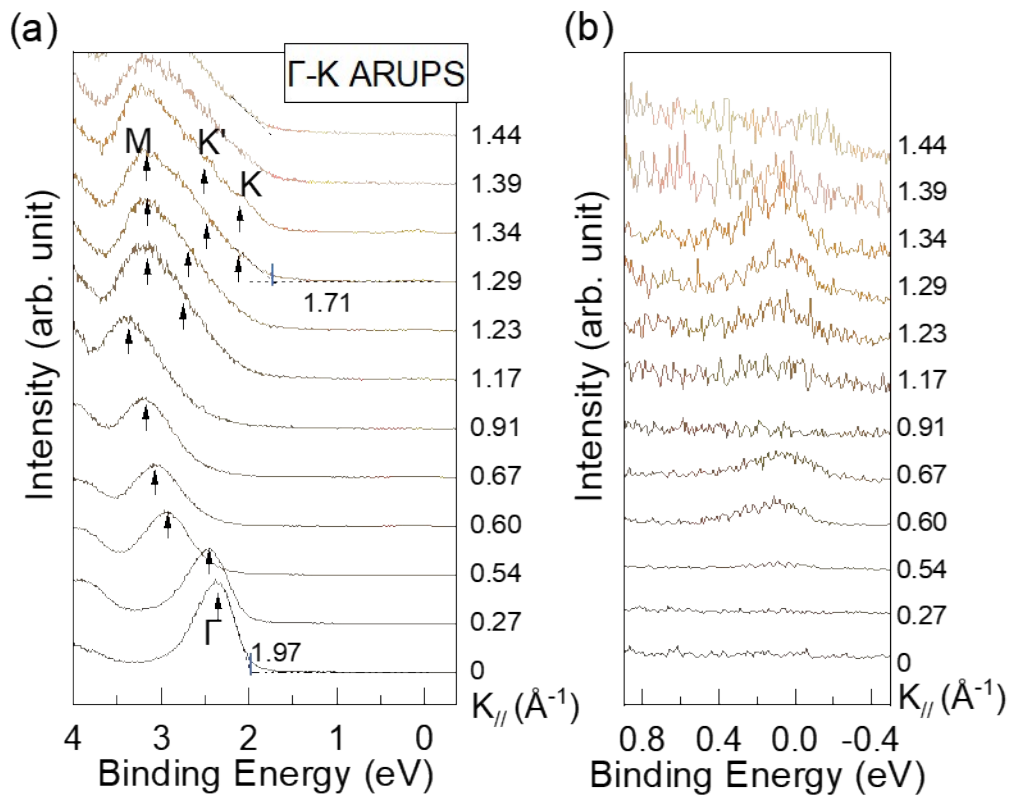 (a)
Γ-K ARUPS
Intensity (arb. unit)
M
K'
K
Γ
1.71
1.97
1.44
1.39
1.34
1.29
1.23
1.17
0.91
0.67
0.60
0.54
0.27
0
K// (Å-1)
4 3 2 1 0
Binding Energy (eV)
(b)
Intensity (arb. unit)
1.44
1.39
1.34
1.29
1.23
1.17
0.91
0.67
0.60
0.54
0.27
0
K// (Å-1)
0.8 0.4 0.0 -0.4
Binding Energy (eV)